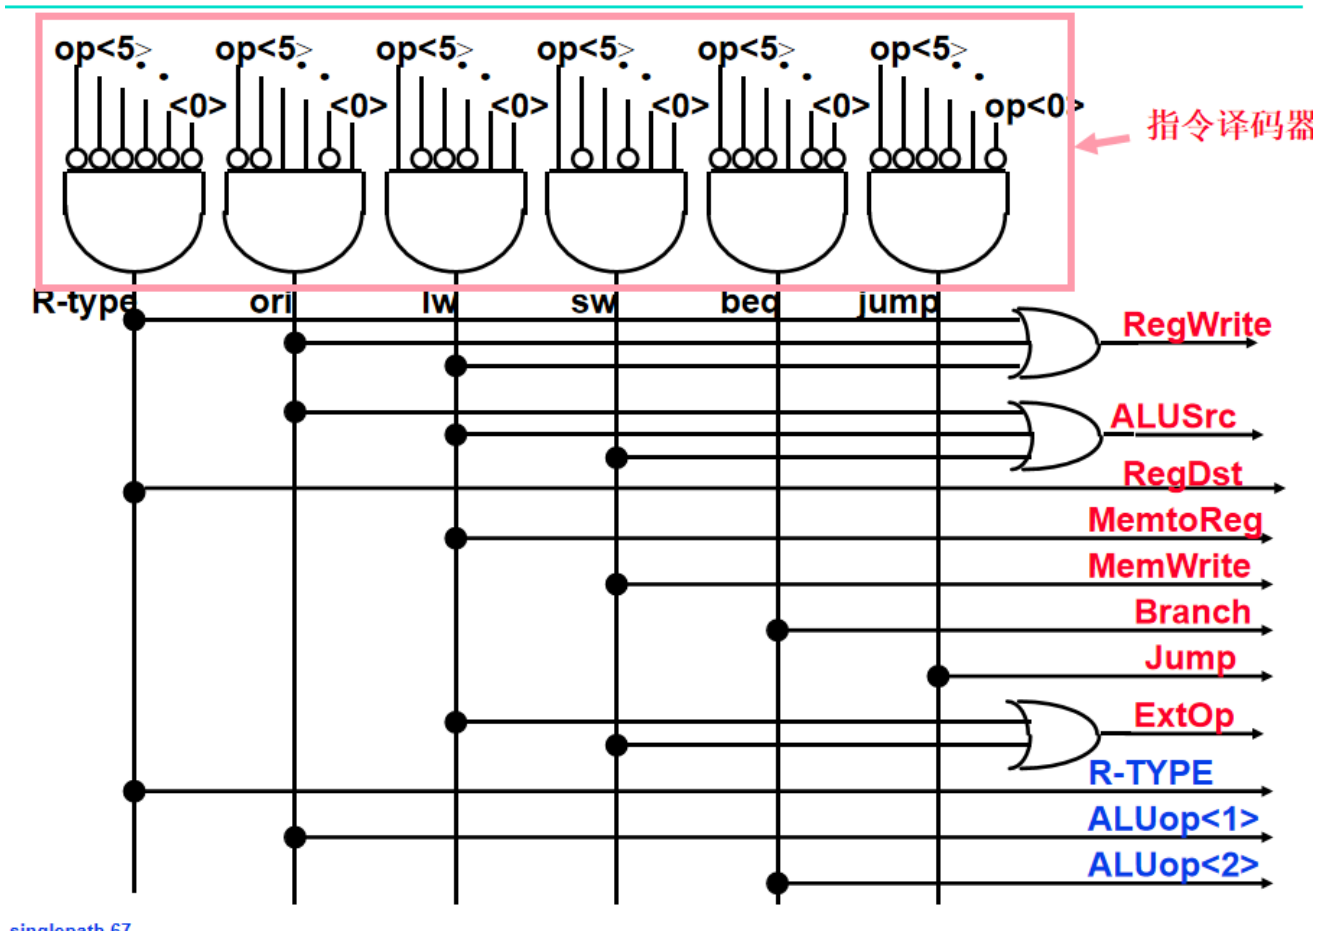 op<5> op<5> op<5> op<5> op<5> op<5>
<0> <0> <0> <0> <0> op<0>
指令译码器
R-type ori lw sw beq jump
RegWrite
ALUSrc
RegDst
MemtoReg
MemWrite
Branch
Jump
ExtOp
R-TYPE
ALUop<1>
ALUop<2>
singlepath.67